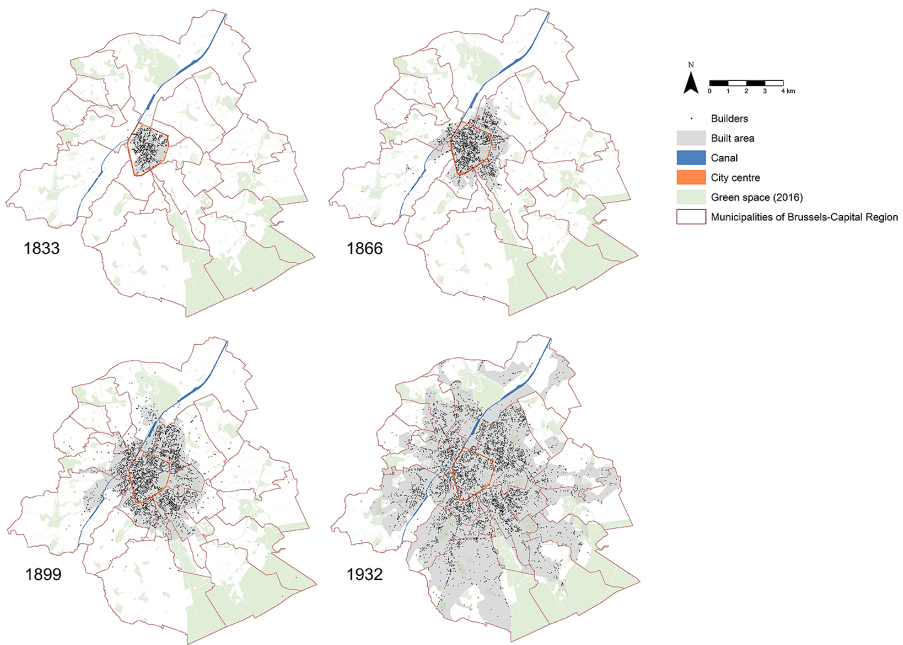 N
0 1 2 3 4 km
Builders
Built area
Canal
City centre
Green space (2016)
Municipalities of Brussels-Capital Region
1833
1866
1899
1932